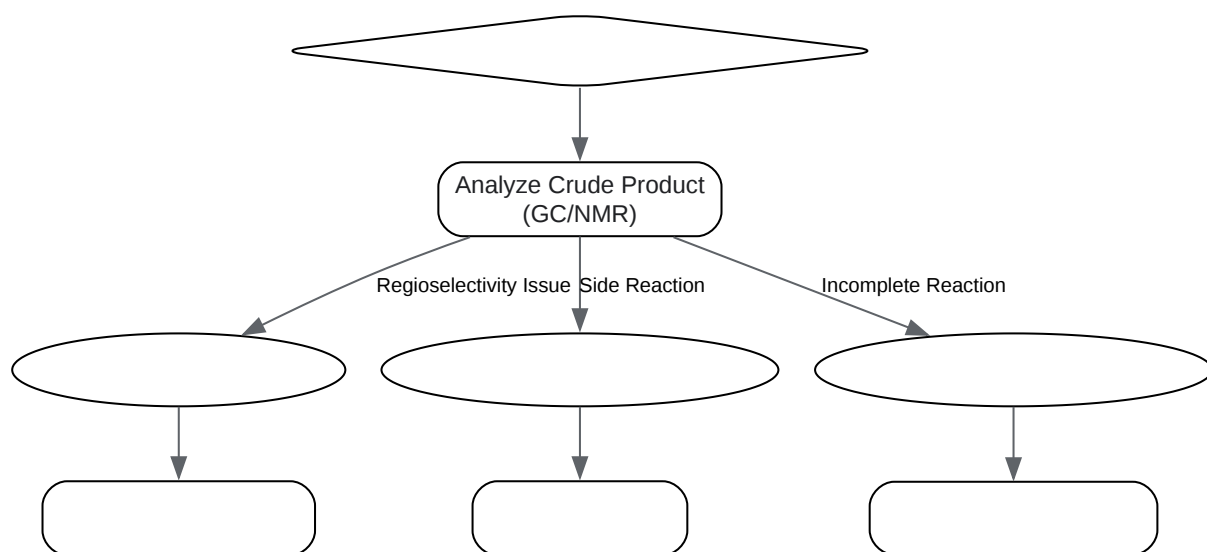 Analyze Crude Product
(GC/NMR)
Regioselectivity Issue
Side Reaction
Incomplete Reaction